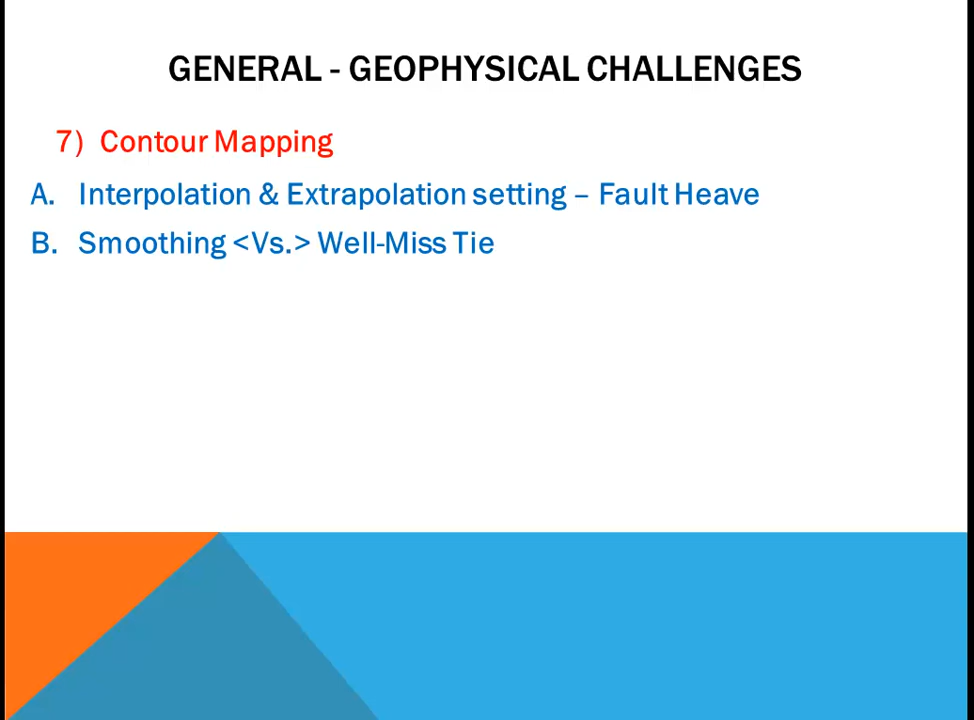 GENERAL - GEOPHYSICAL CHALLENGES
7) Contour Mapping
A. Interpolation & Extrapolation setting – Fault Heave
B. Smoothing <Vs.> Well-Miss Tie